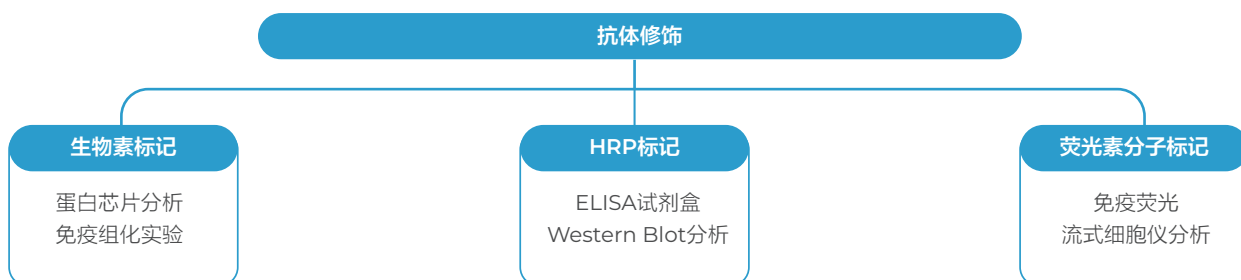 抗体修饰
生物素标记
蛋白芯片分析
免疫组化实验
HRP标记
ELISA试剂盒
Western Blot分析
荧光素分子标记
免疫荧光
流式细胞仪分析